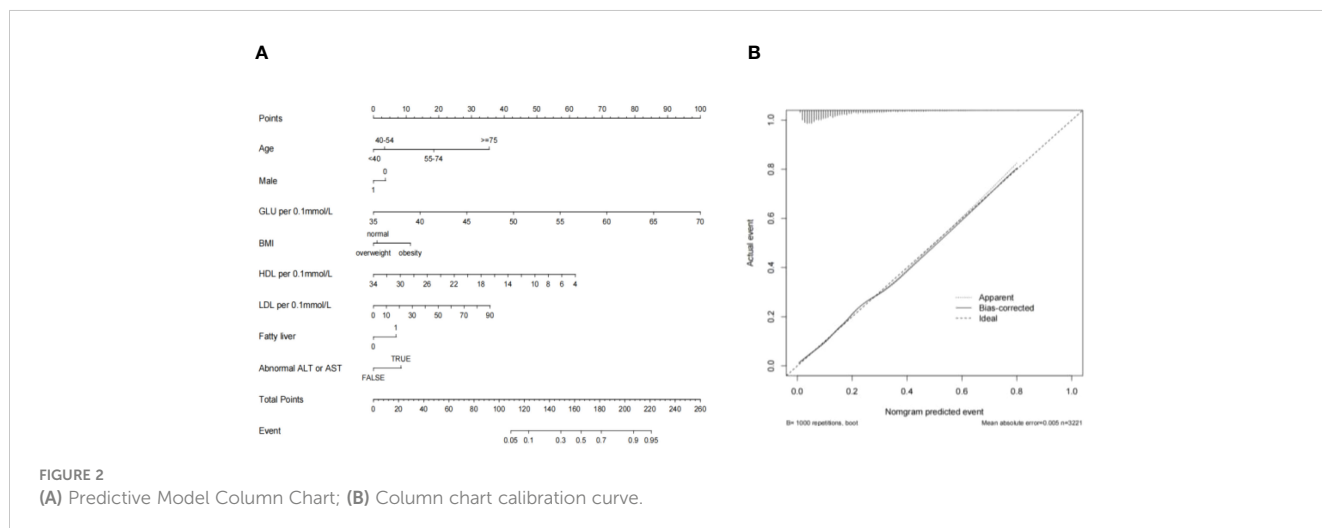 A
B
0 10 20 30 40 50 60 70 80 90 100
Points
40-54 >=75
Age
<40 55-74
0
Male
1
GLU per 0.1mmol/L
35 40 45 50 55 60 65 70
normal
BMI
overweight obesity
HDL per 0.1mmol/L
34 30 26 22 18 14 10 8 6 4
LDL per 0.1mmol/L
0 10 30 50 70 90
1
Fatty liver
0
TRUE
Abnormal ALT or AST
FALSE
Total Points
0 20 40 60 80 100 120 140 160 180 200 220 240 260
Event
0.05 0.1 0.3 0.5 0.7 0.9 0.95
1.0
0.8
0.6
0.4
0.2
0.0
Actual event
Apparent
Bias-corrected
Ideal
0.0 0.2 0.4 0.6 0.8 1.0
Nomgram predicted event
B= 1000 repetitions, boot Mean absolute error=0.005 n=3221
FIGURE 2
(A) Predictive Model Column Chart; (B) Column chart calibration curve.